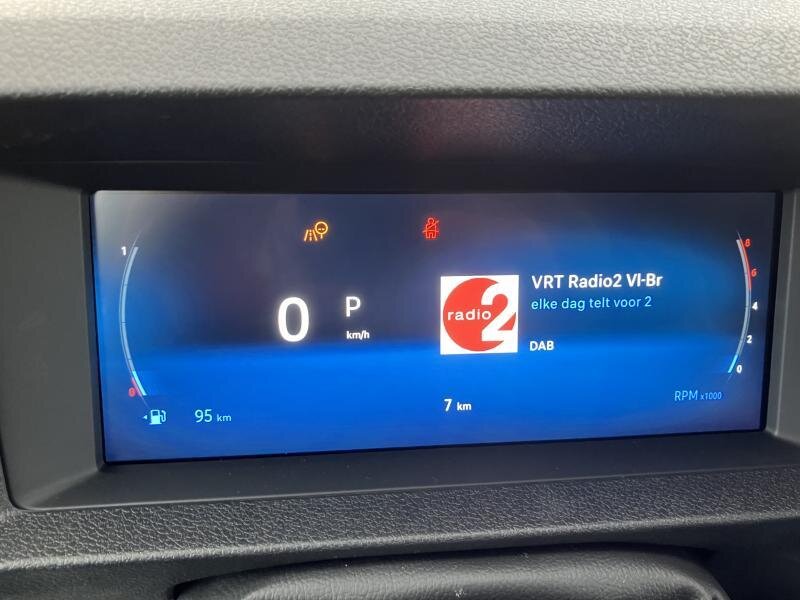 1
0
0
P
km/h
radio
2
VRT Radio2 Vl-Br
elke dag telt voor 2
DAB
8
6
4
2
0
RPM x1000
95 km
7 km